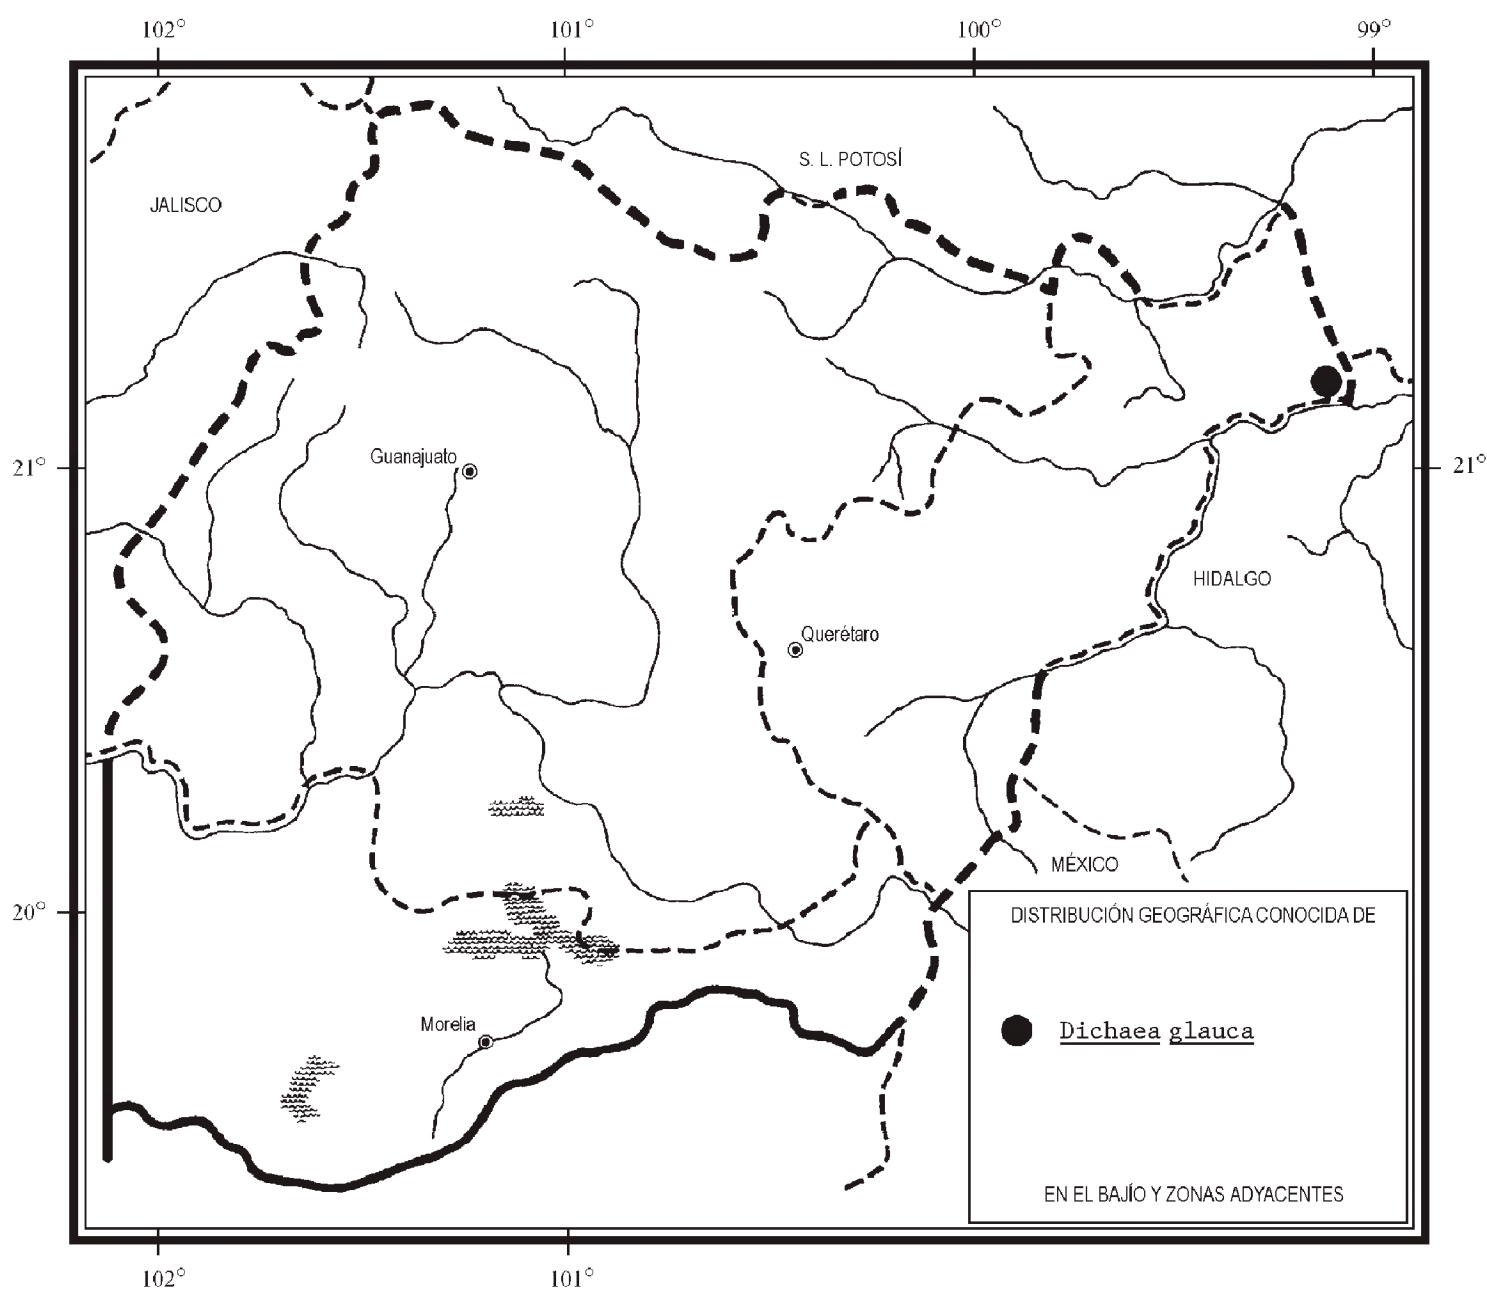 102° 101° 100° 99°
S. L. POTOSÍ
JALISCO
Guanajuato
21° 21°
HIDALGO
Querétaro
MÉXICO
20°
DISTRIBUCIÓN GEOGRÁFICA CONOCIDA DE
Morelia
Dichaea glauca
EN EL BAJÍO Y ZONAS ADYACENTES
102° 101°